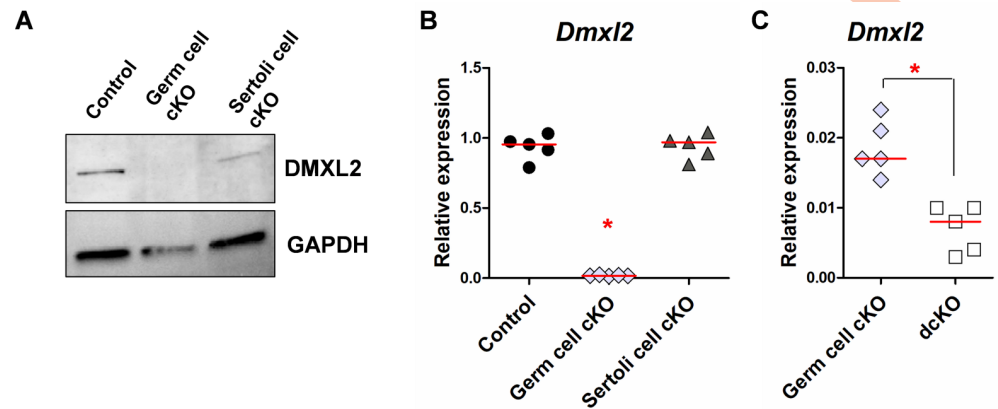 A
Control
Germ cell
cKO
Sertoli cell
cKO
DMXL2
GAPDH
B
Dmxl2
Relative expression
1.5
1.0
0.5
0.0
*
Control
Germ cell cKO
Sertoli cell cKO
C
Dmxl2
Relative expression
0.03
0.02
0.01
0.00
*
Germ cell cKO
dcKO